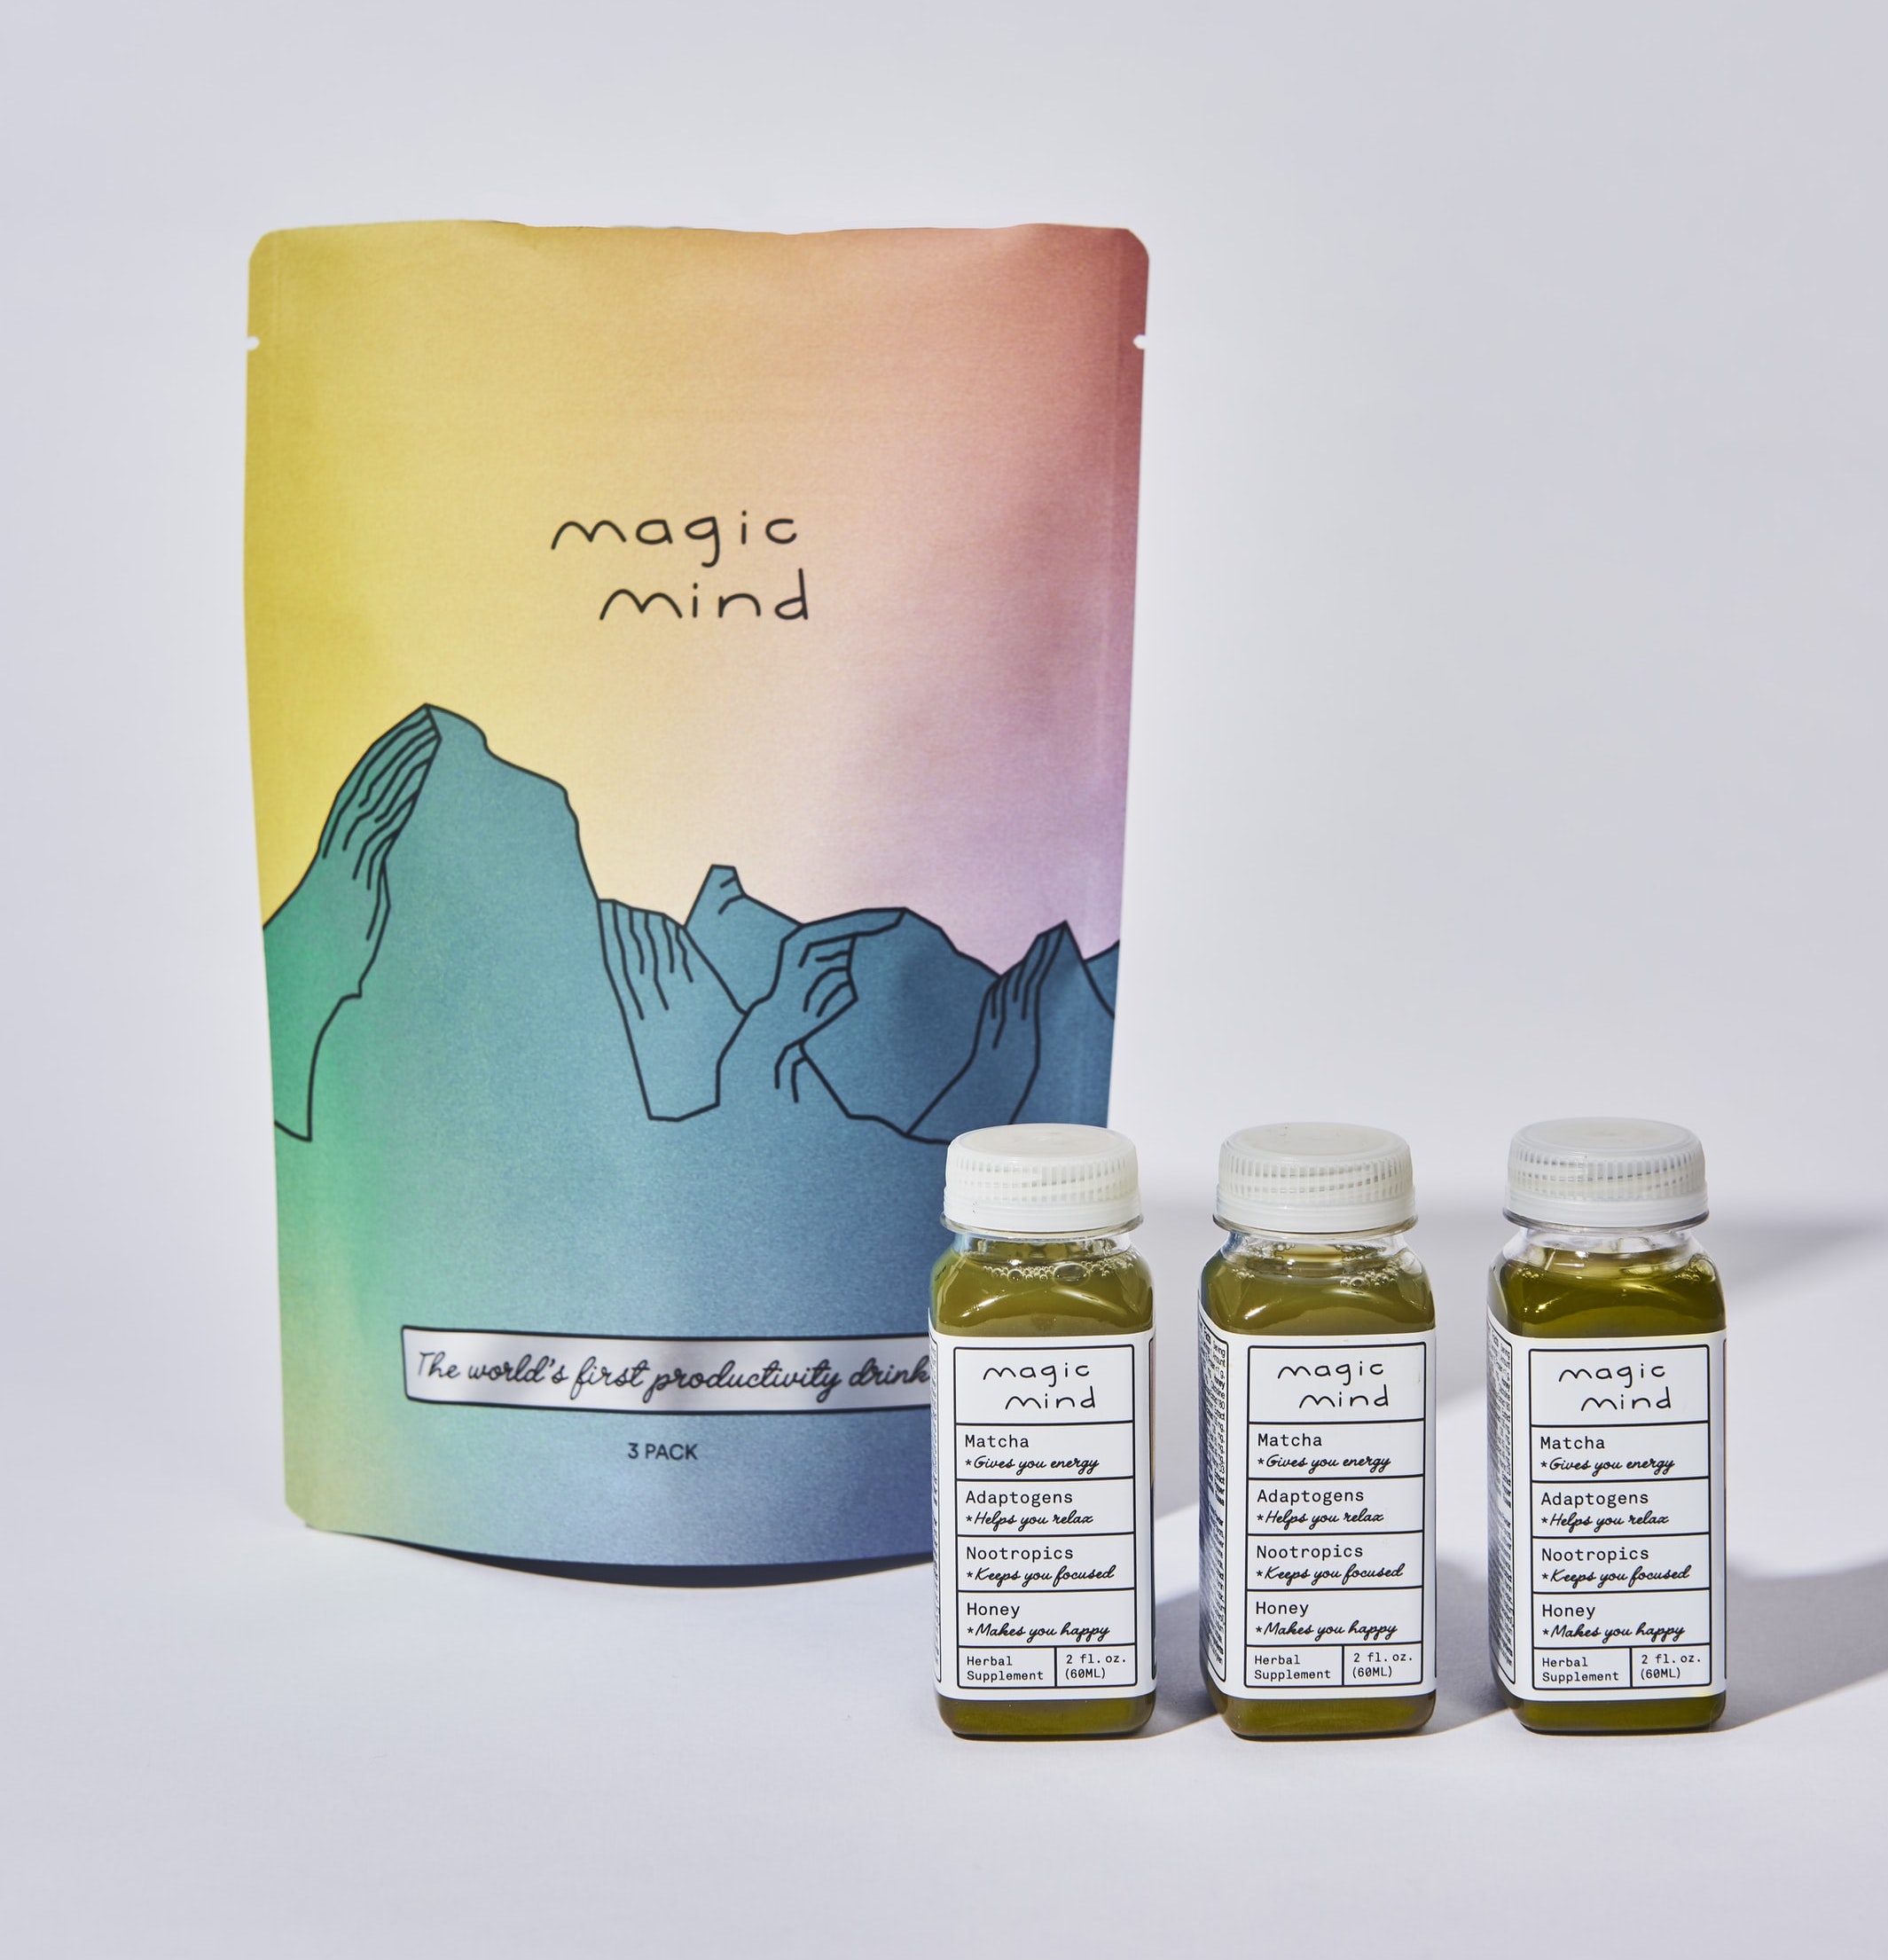 magic
mind
The world's first productivity drink
3 PACK
magic
mind
Matcha
*Gives you energy
Adaptogens
*Helps you relax
Nootropics
*Keeps you focused
Honey
*Makes you happy
Herbal
Supplement
2 fl. oz.
(60ML)
magic
mind
Matcha
*Gives you energy
Adaptogens
*Helps you relax
Nootropics
*Keeps you focused
Honey
*Makes you happy
Herbal
Supplement
2 fl. oz.
(60ML)
magic
mind
Matcha
*Gives you energy
Adaptogens
*Helps you relax
Nootropics
*Keeps you focused
Honey
*Makes you happy
Herbal
Supplement
2 fl. oz.
(60ML)